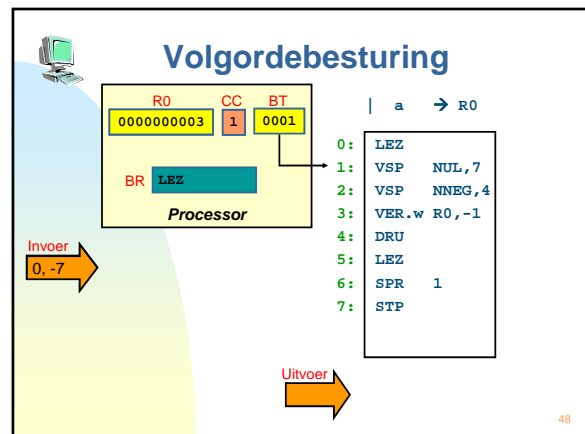 Volgordebesturing
R0 CC BT
0000000003 1 0001
BR LEZ
Processor
| a → R0
0: LEZ
1: VSP NUL,7
2: VSP NNEG,4
3: VER.w R0,-1
4: DRU
5: LEZ
6: SPR 1
7: STP
Invoer
0, -7
Uitvoer
48